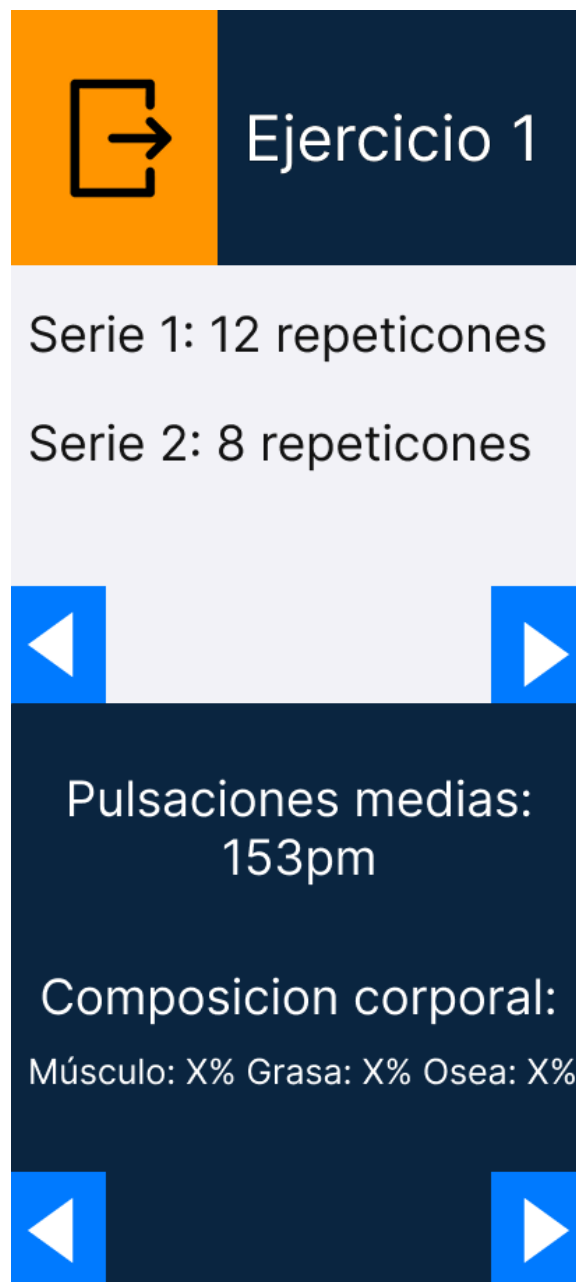 Ejercicio 1
Serie 1: 12 repeticones
Serie 2: 8 repeticones
Pulsaciones medias:
153pm
Composicion corporal:
Músculo: X% Grasa: X% Osea: X%